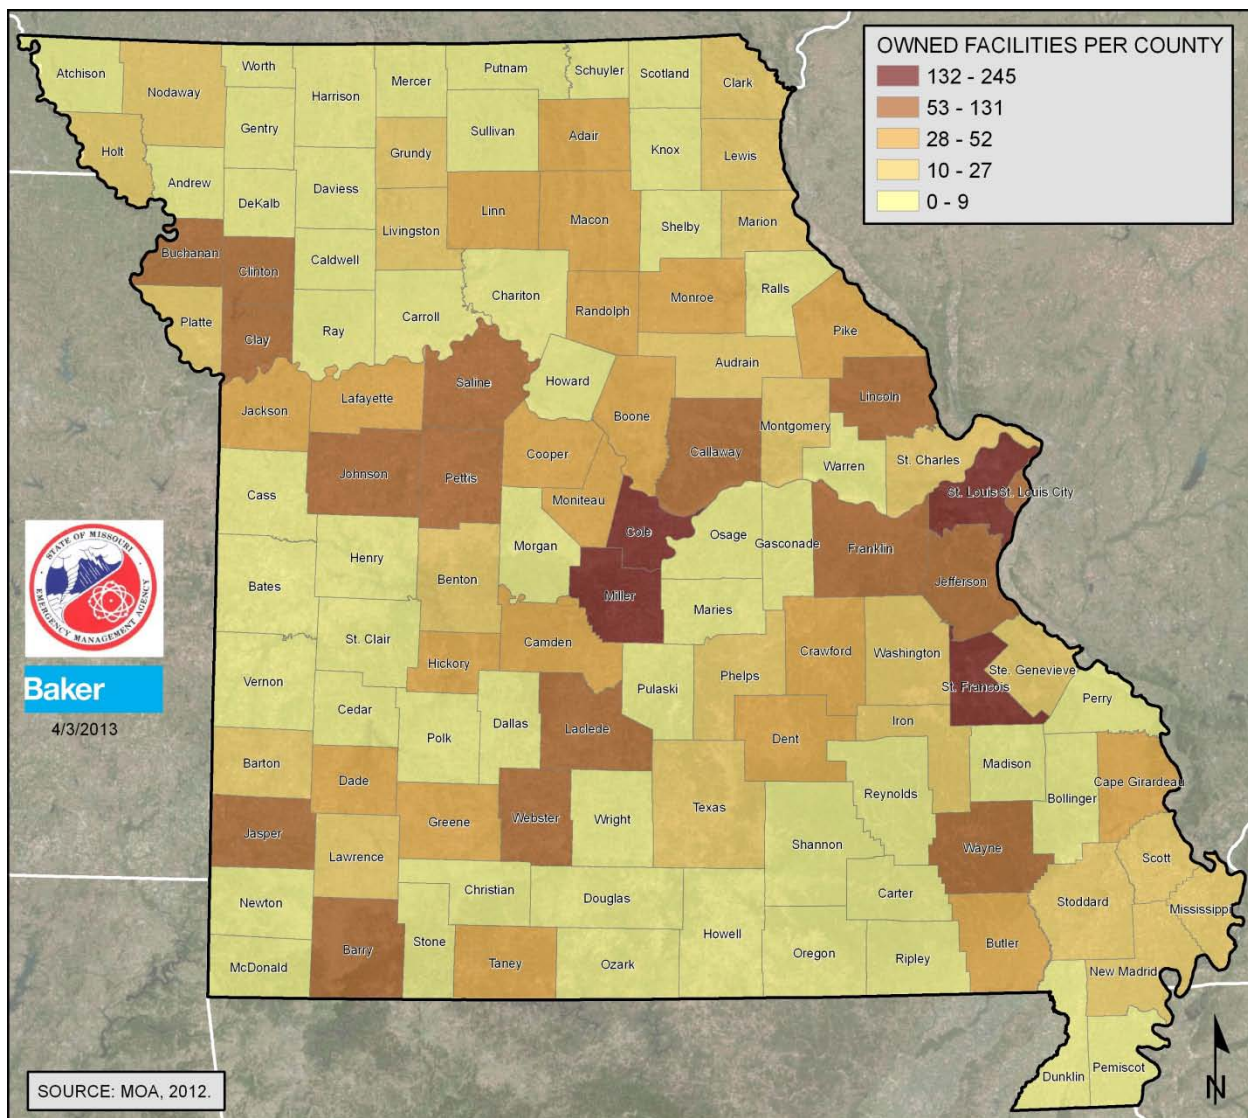 OWNED FACILITIES PER COUNTY
132 - 245
53 - 131
28 - 52
10 - 27
0 - 9
Atchison
Nodaway
Worth
Harrison
Mercer
Putnam
Schuyler
Scotland
Clark
Holt
Andrew
Gentry
DeKalb
Daviess
Grundy
Sullivan
Adair
Knox
Lewis
Buchanan
Clinton
Caldwell
Livingston
Linn
Macon
Shelby
Marion
Platte
Clay
Ray
Carroll
Chariton
Randolph
Monroe
Ralls
Pike
Audrain
Jackson
Lafayette
Saline
Howard
Boone
Callaway
Montgomery
Lincoln
Warren
St. Charles
St. Louis
St. Louis City
Cass
Johnson
Pettis
Cooper
Moniteau
Cole
Osage
Gasconade
Franklin
Jefferson
Bates
Henry
Benton
Morgan
Miller
Maries
STATE OF MISSOURI
EMERGENCY MANAGEMENT AGENCY
Baker
4/3/2013
Vernon
St. Clair
Hickory
Camden
Pulaski
Phelps
Crawford
Washington
St. Francois
Ste. Genevieve
Perry
Cedar
Polk
Dallas
Laclede
Dent
Iron
Madison
Bollinger
Cape Girardeau
Barton
Dade
Greene
Webster
Wright
Texas
Shannon
Reynolds
Wayne
Jasper
Lawrence
Christian
Douglas
Howell
Carter
Stoddard
Scott
Mississippi
Newton
McDonald
Barry
Stone
Taney
Ozark
Oregon
Ripley
Butler
New Madrid
Dunklin
Pemiscot
N
SOURCE: MOA, 2012.